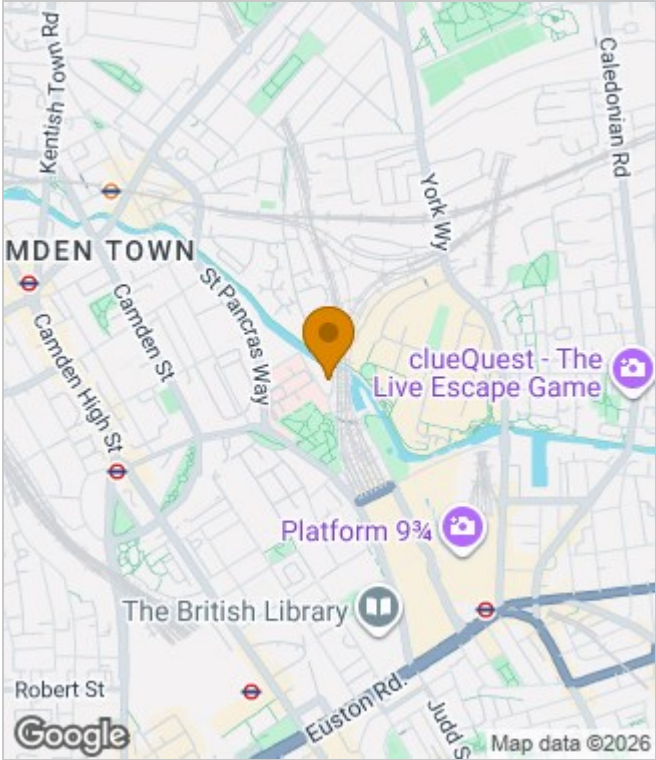 Kentish Town Rd
Caledonian Rd
York Wy
MDEN TOWN
St Pancras Way
Camden St
Camden High St
clueQuest - The
Live Escape Game
Platform 9¾
The British Library
Robert St
Euston Rd.
Judd S
Google
Map data ©2026